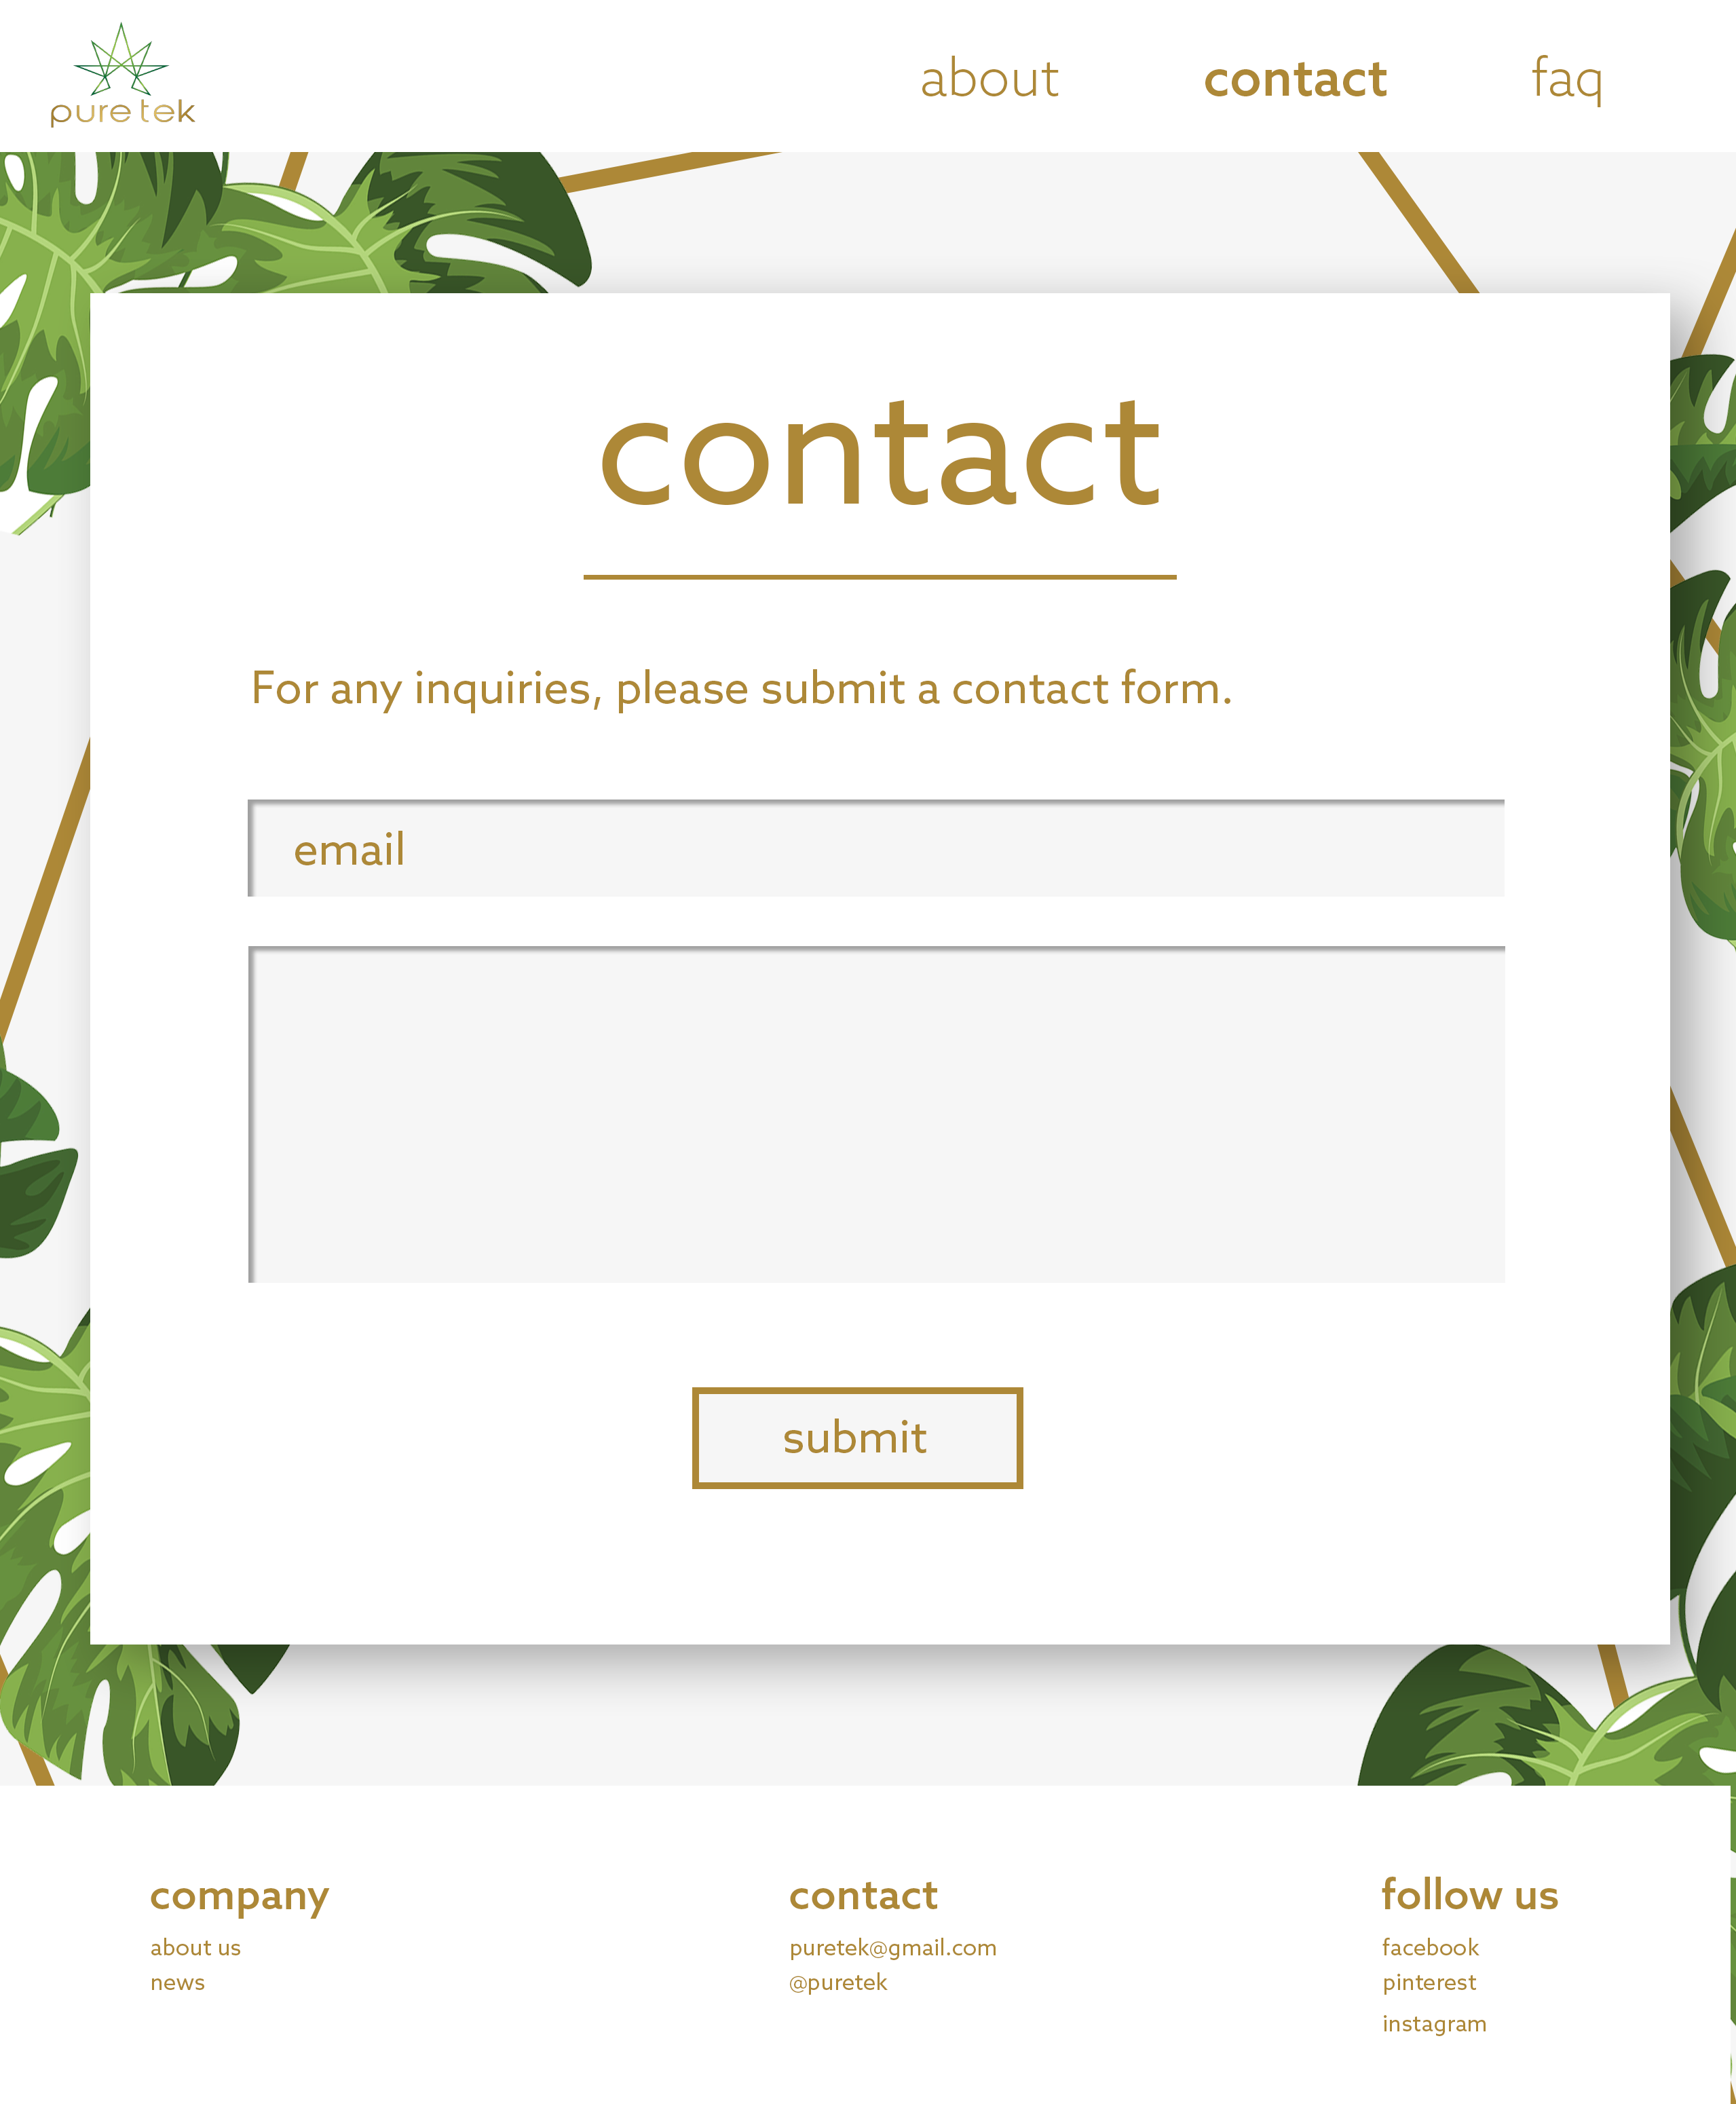 pure tek
about contact faq
contact
For any inquiries, please submit a contact form.
email
submit
company
about us
news
contact
puretek@gmail.com
@puretek
follow us
facebook
pinterest
instagram